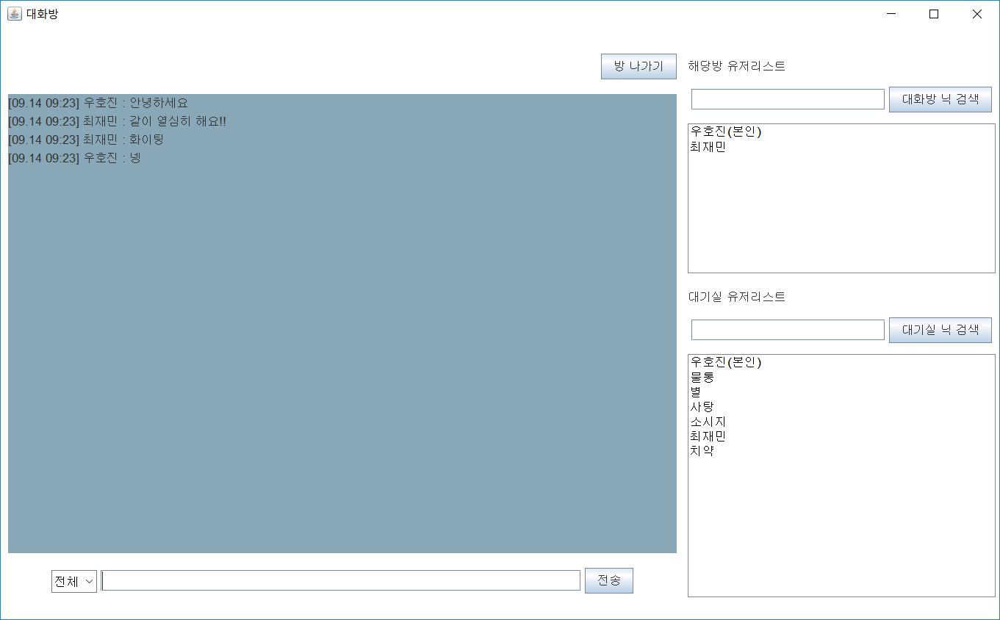 대화방
방 나가기
[09.14 09:23] 우호진 : 안녕하세요
[09.14 09:23] 최재민 : 같이 열심히 해요!!
[09.14 09:23] 최재민 : 화이팅
[09.14 09:23] 우호진 : 넹
전체
전송
해당방 유저리스트
대화방 닉 검색
우호진(본인)
최재민
대기실 유저리스트
대기실 닉 검색
우호진(본인)
물통
별
사탕
소시지
최재민
치약